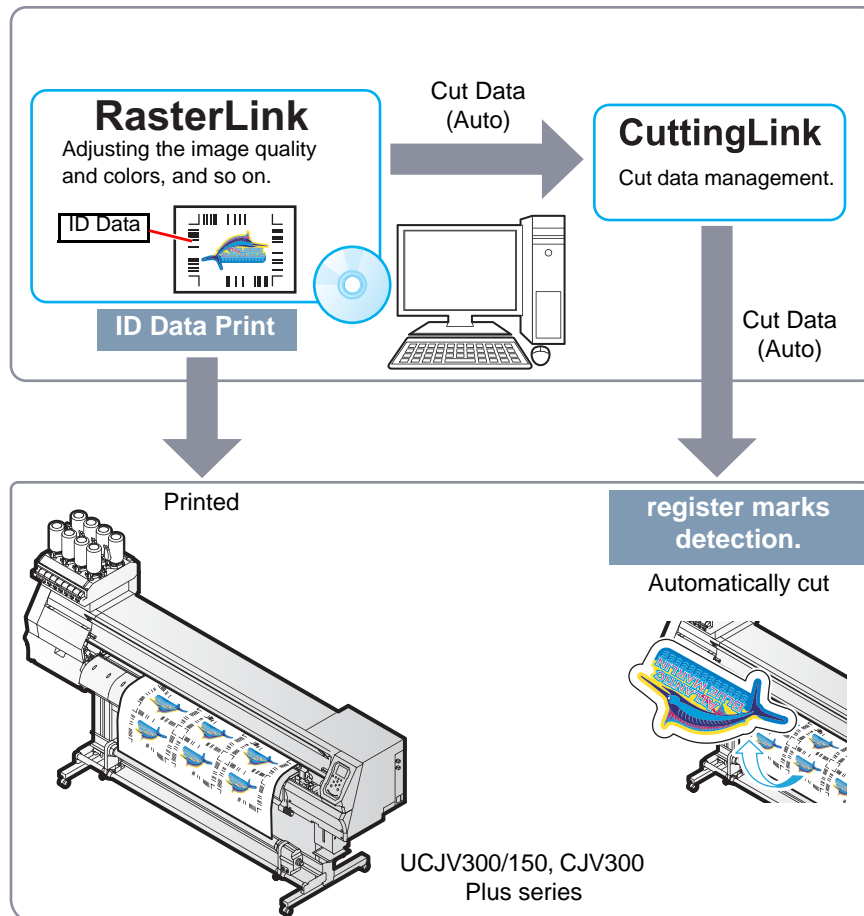 RasterLink
Adjusting the image quality
and colors, and so on.
ID Data
ID Data Print
Cut Data
(Auto)
CuttingLink
Cut data management.
Cut Data
(Auto)
Printed
register marks
detection.
Automatically cut
UCJV300/150, CJV300
Plus series